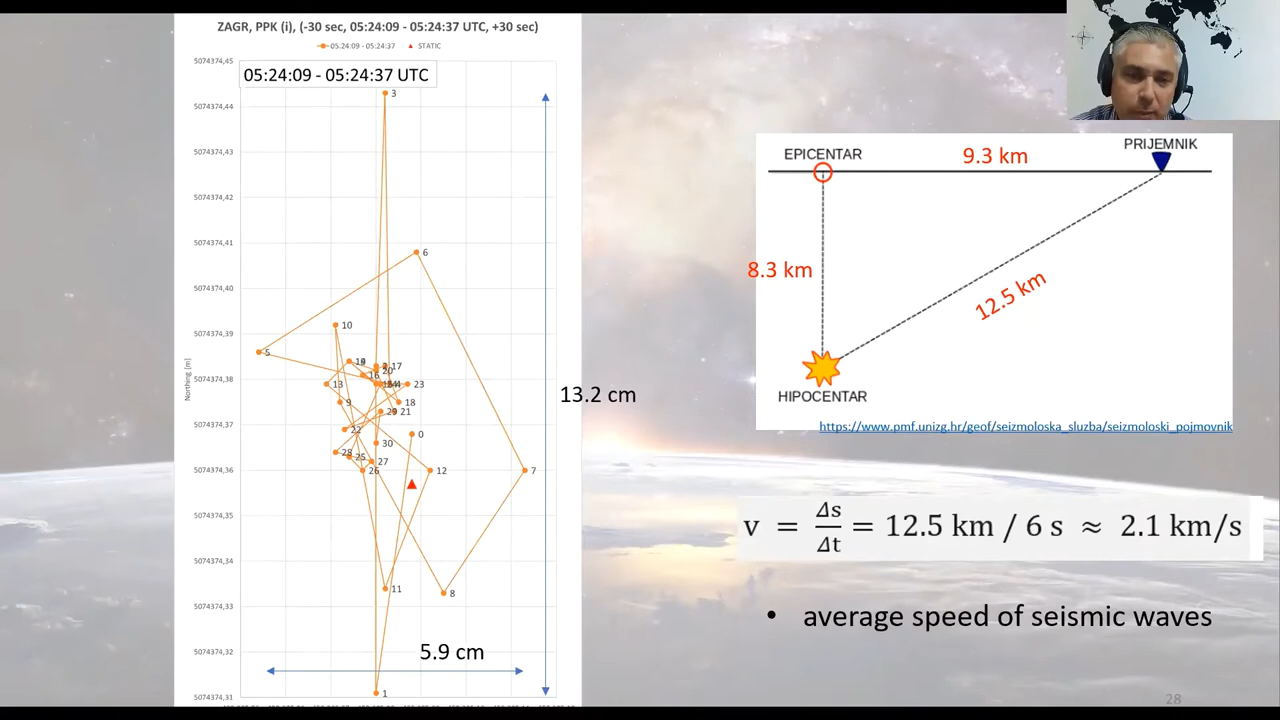 ZAGR, PPK (i), (-30 sec, 05:24:09 - 05:24:37 UTC, +30 sec)
05:24:09 - 05:24:37 STATIC
05:24:09 - 05:24:37 UTC
5074374,45
5074374,44
5074374,43
5074374,42
5074374,41
5074374,40
5074374,39
5074374,38
5074374,37
5074374,36
5074374,35
5074374,34
5074374,33
5074374,32
5074374,31
Northing [m]
3
6
10
5
17
20
16
13
23
9
18
21
22
0
30
28
25
27
26
12
7
11
8
1
13.2 cm
5.9 cm
EPICENTAR
9.3 km
PRIJEMNIK
8.3 km
12.5 km
HIPOCENTAR
https://www.pmf.unizg.hr/geof/seizmoloska_sluzba/seizmoloski_pojmovnik
v = Δs/Δt = 12.5 km / 6 s ≈ 2.1 km/s
• average speed of seismic waves
28